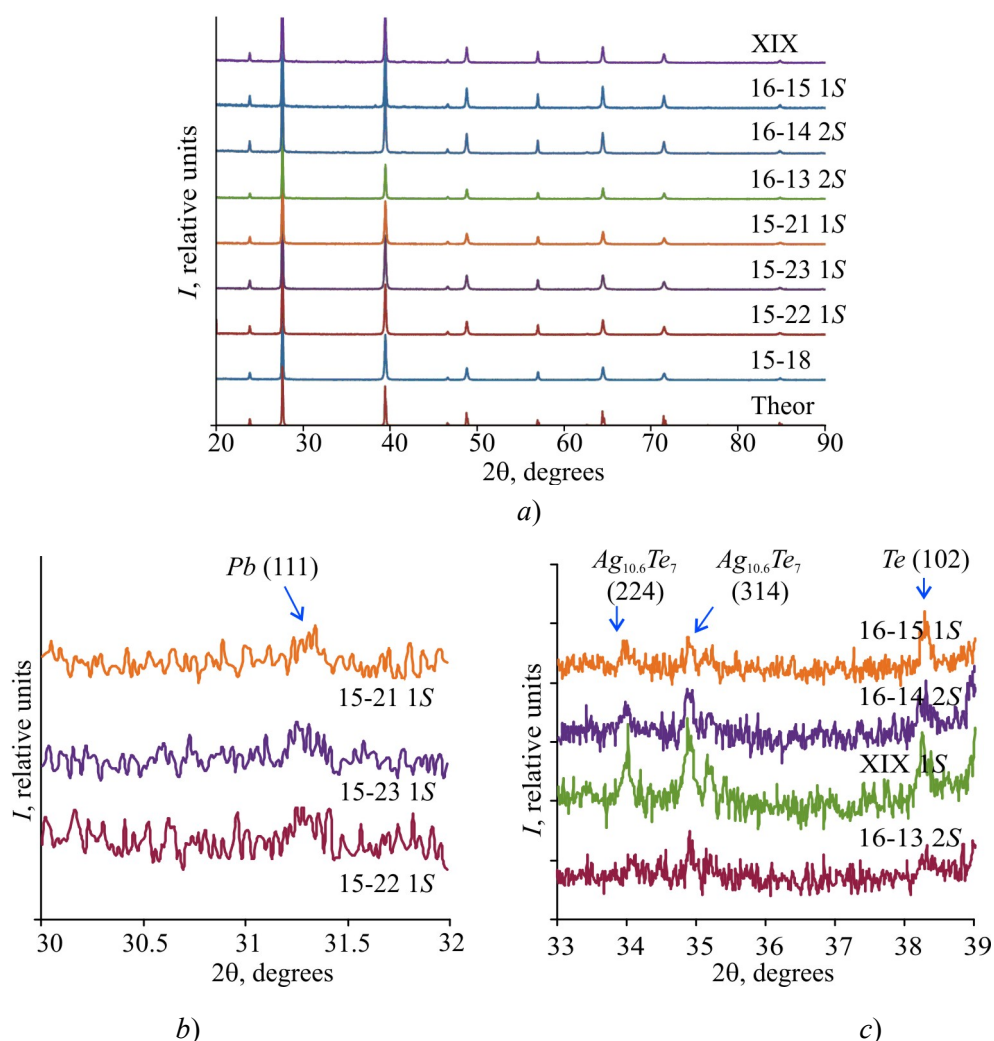 I, relative units
XIX
16-15 1S
16-14 2S
16-13 2S
15-21 1S
15-23 1S
15-22 1S
15-18
Theor
20 30 40 50 60 70 80 90
2θ, degrees
a)
Pb (111)
I, relative units
15-21 1S
15-23 1S
15-22 1S
30 30.5 31 31.5 32
2θ, degrees
b)
Ag10.6Te7
(224)
Ag10.6Te7
(314)
Te (102)
I, relative units
16-15 1S
16-14 2S
XIX 1S
16-13 2S
33 34 35 36 37 38 39
2θ, degrees
c)